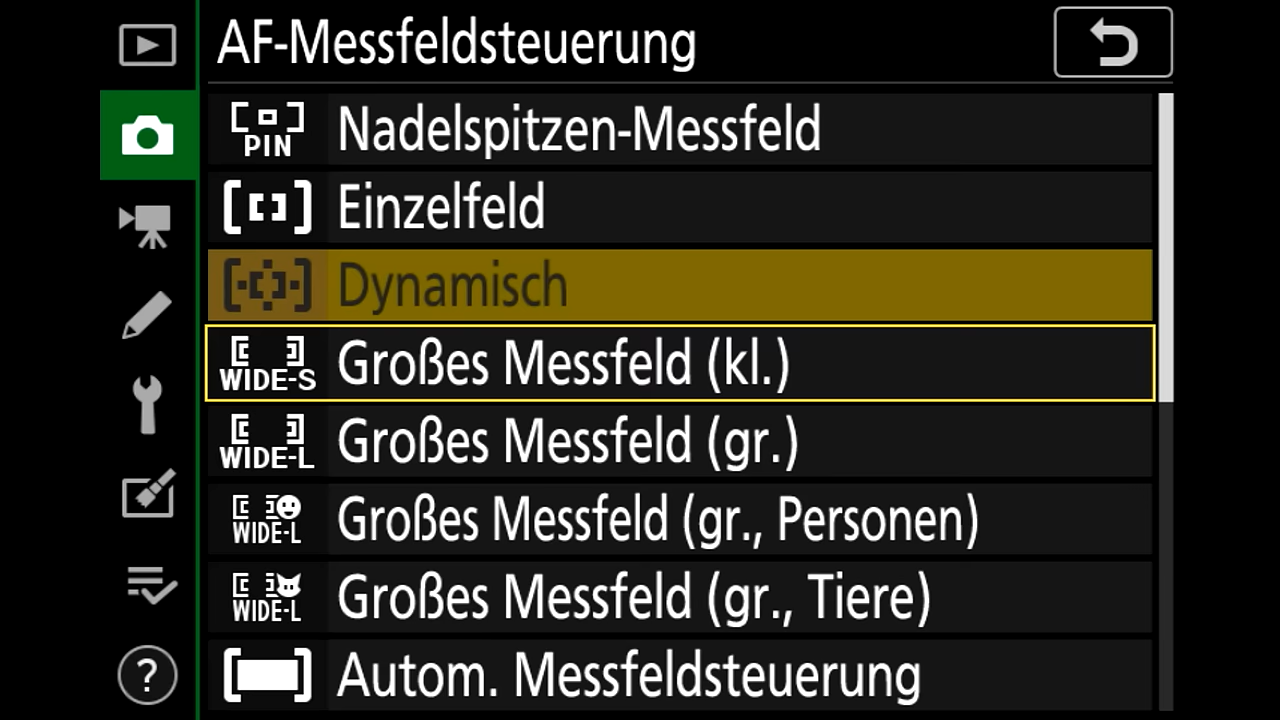 AF-Messfeldsteuerung
PIN Nadelspitzen-Messfeld
Einzelfeld
Dynamisch
WIDE-S Großes Messfeld (kl.)
WIDE-L Großes Messfeld (gr.)
WIDE-L Großes Messfeld (gr., Personen)
WIDE-L Großes Messfeld (gr., Tiere)
Autom. Messfeldsteuerung
?